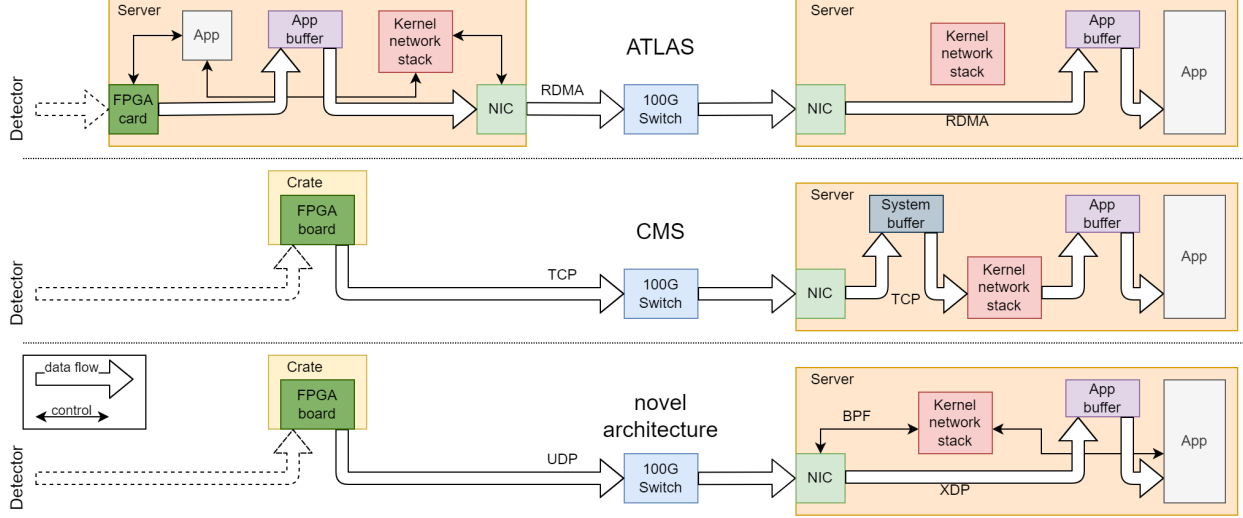 Server
App
App
buffer
Kernel
network
stack
FPGA
card
NIC
Detector
RDMA
ATLAS
100G
Switch
Server
Kernel
network
stack
App
buffer
App
NIC
RDMA
Crate
FPGA
board
Detector
TCP
CMS
100G
Switch
Server
System
buffer
App
buffer
App
NIC
TCP
Kernel
network
stack
data flow
control
Crate
FPGA
board
Detector
UDP
novel
architecture
100G
Switch
Server
BPF
Kernel
network
stack
App
buffer
App
NIC
XDP